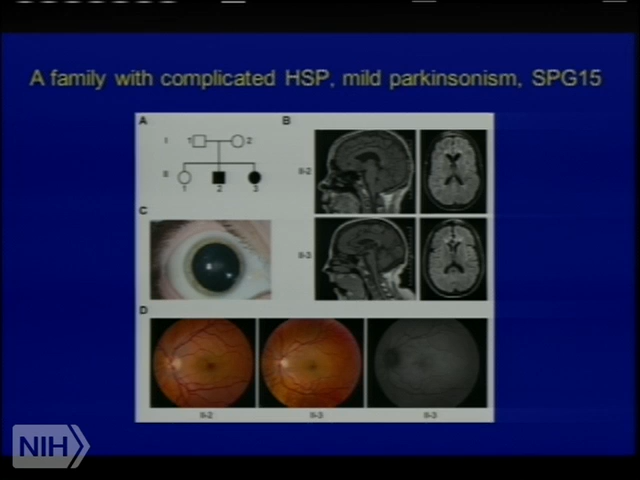 A family with complicated HSP, mild parkinsonism, SPG15
A
B
I
1
2
II
1
2
3
II-2
C
II-3
D
II-2
II-3
II-3
NIH